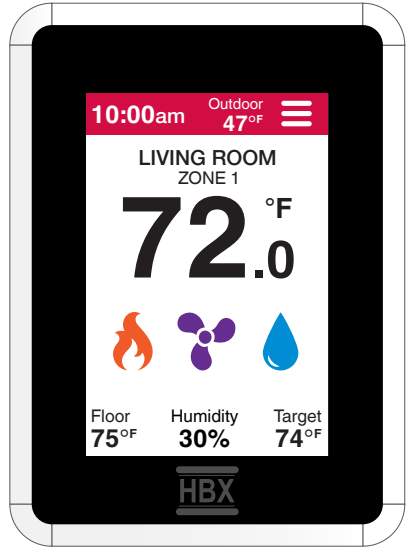 10:00am
Outdoor
47°F
LIVING ROOM
ZONE 1
72.0 °F
Floor
75°F
Humidity
30%
Target
74°F
HBX